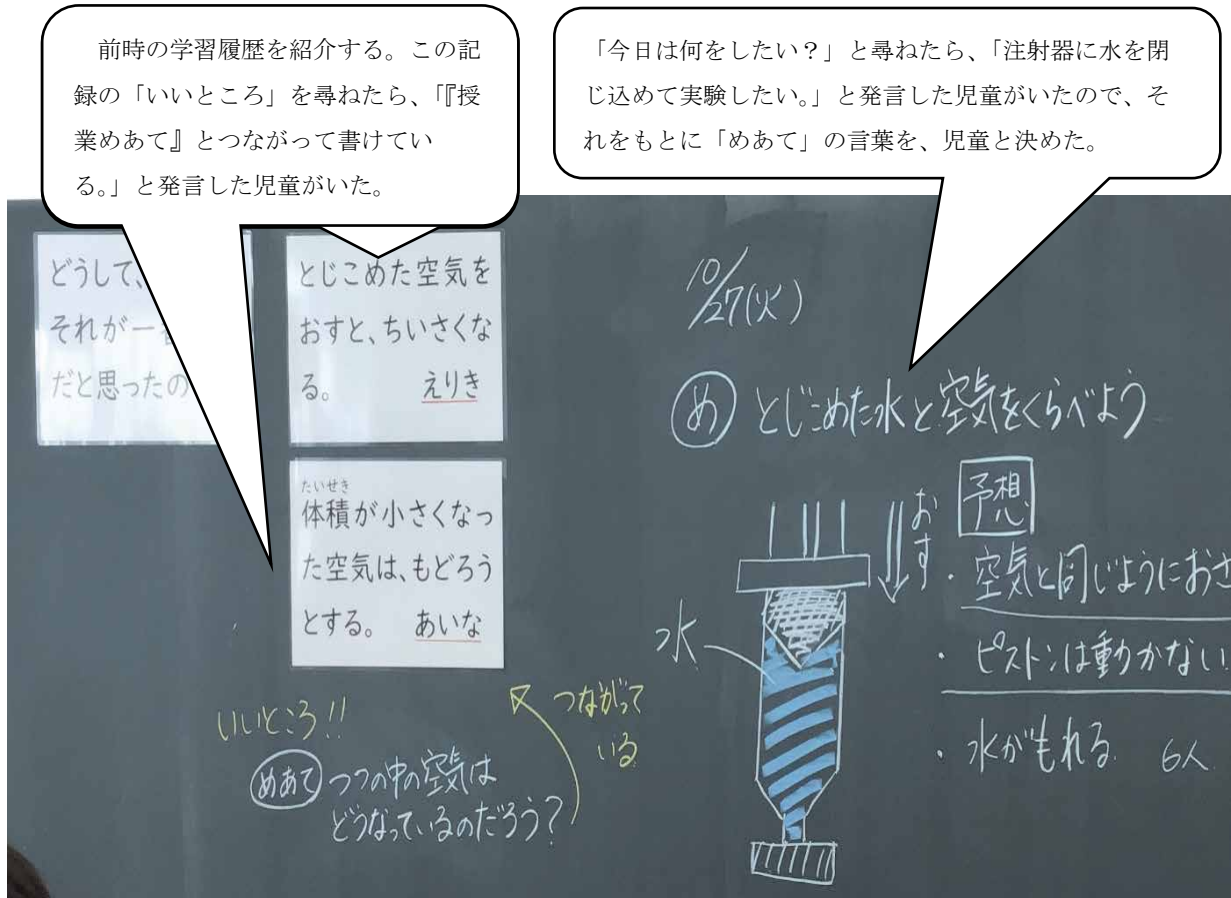 前時の学習履歴を紹介する。この記
録の「いいところ」を尋ねたら、「『授
業めあて』とつながって書けてい
る。」と発言した児童がいた。
「今日は何をしたい?」と尋ねたら、「注射器に水を閉
じ込めて実験したい。」と発言した児童がいたので、そ
れをもとに「めあて」の言葉を、児童と決めた。
どうして、
それが一
だと思ったの
とじこめた空気を
おすと、ちいさくな
る。 えりき
たいせき
体積が小さくなっ
た空気は、もどろう
とする。 あいな
いいところ!!
めあて つつの中の空気は
どうなっているのだろう?
つながって
いる
10/27(火)
め とじこめた水と空気をくらべよう
水
おす
予想
・空気と同じようにおさ
・ピストンは動かない
・水がもれる 6人